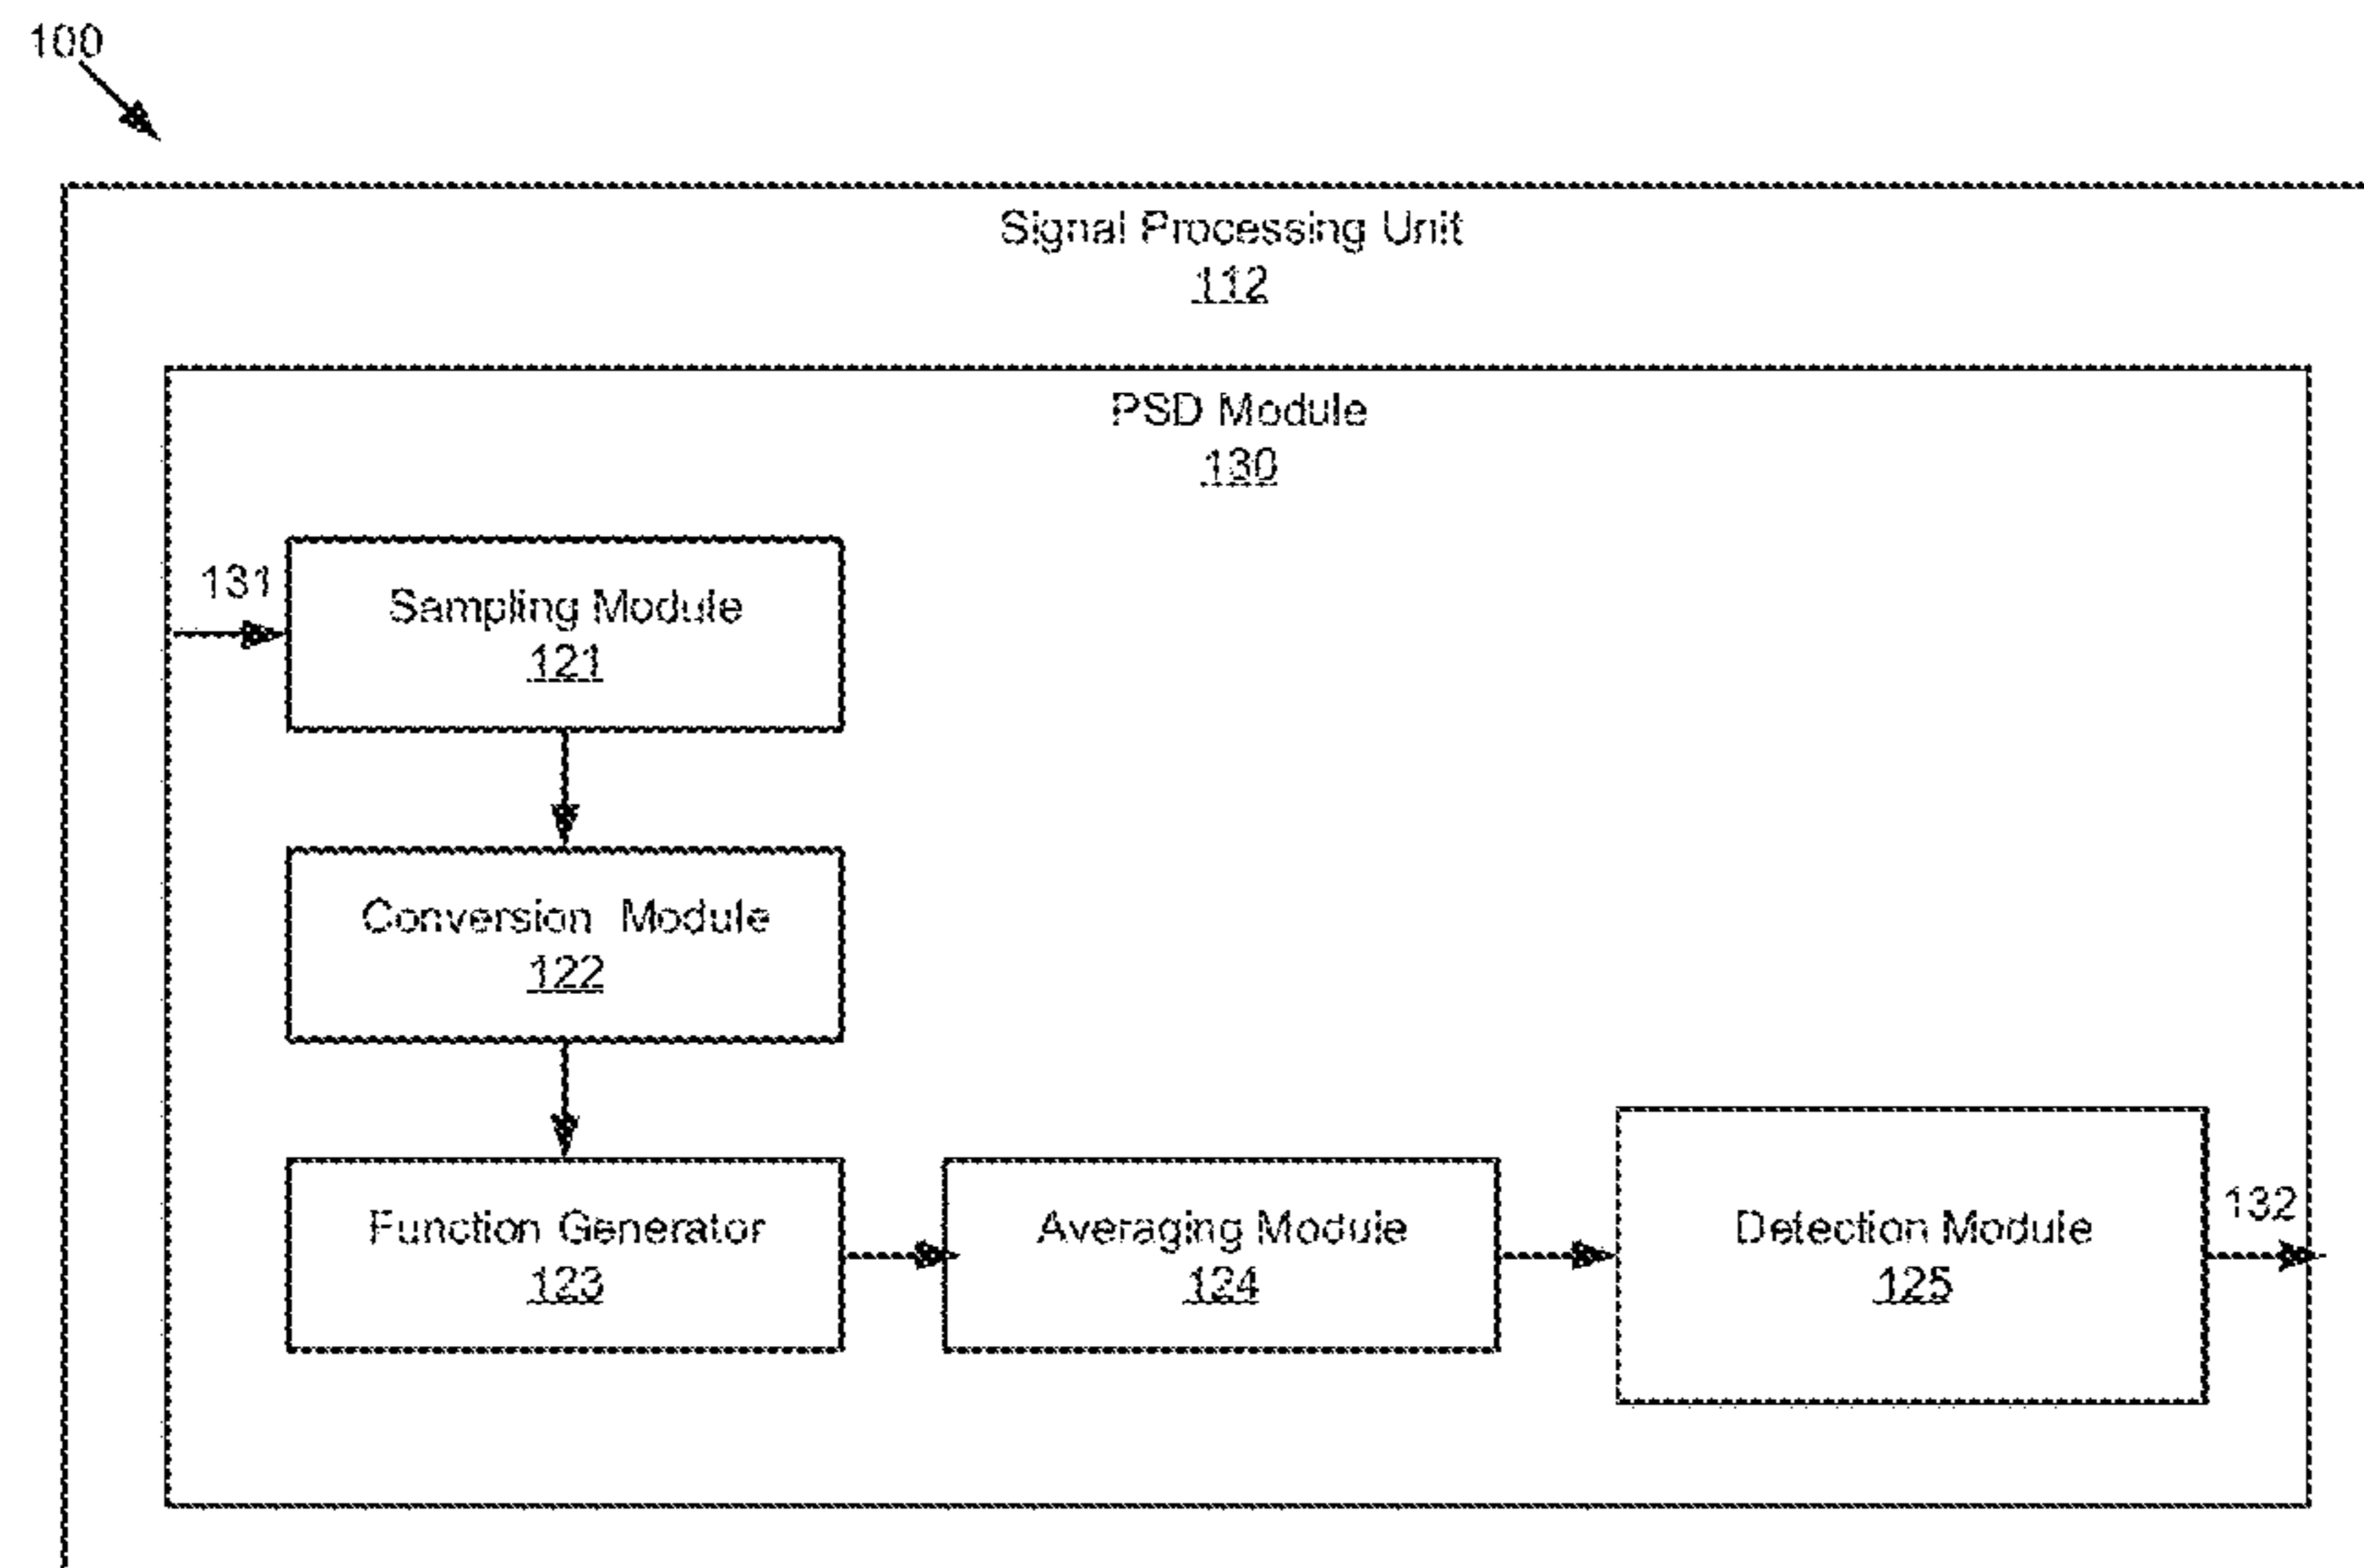 100
Signal Processing Unit
112
PSD Module
130
131
Sampling Module
121
Conversion Module
122
Function Generator
123
Averaging Module
124
Detection Module
125
132